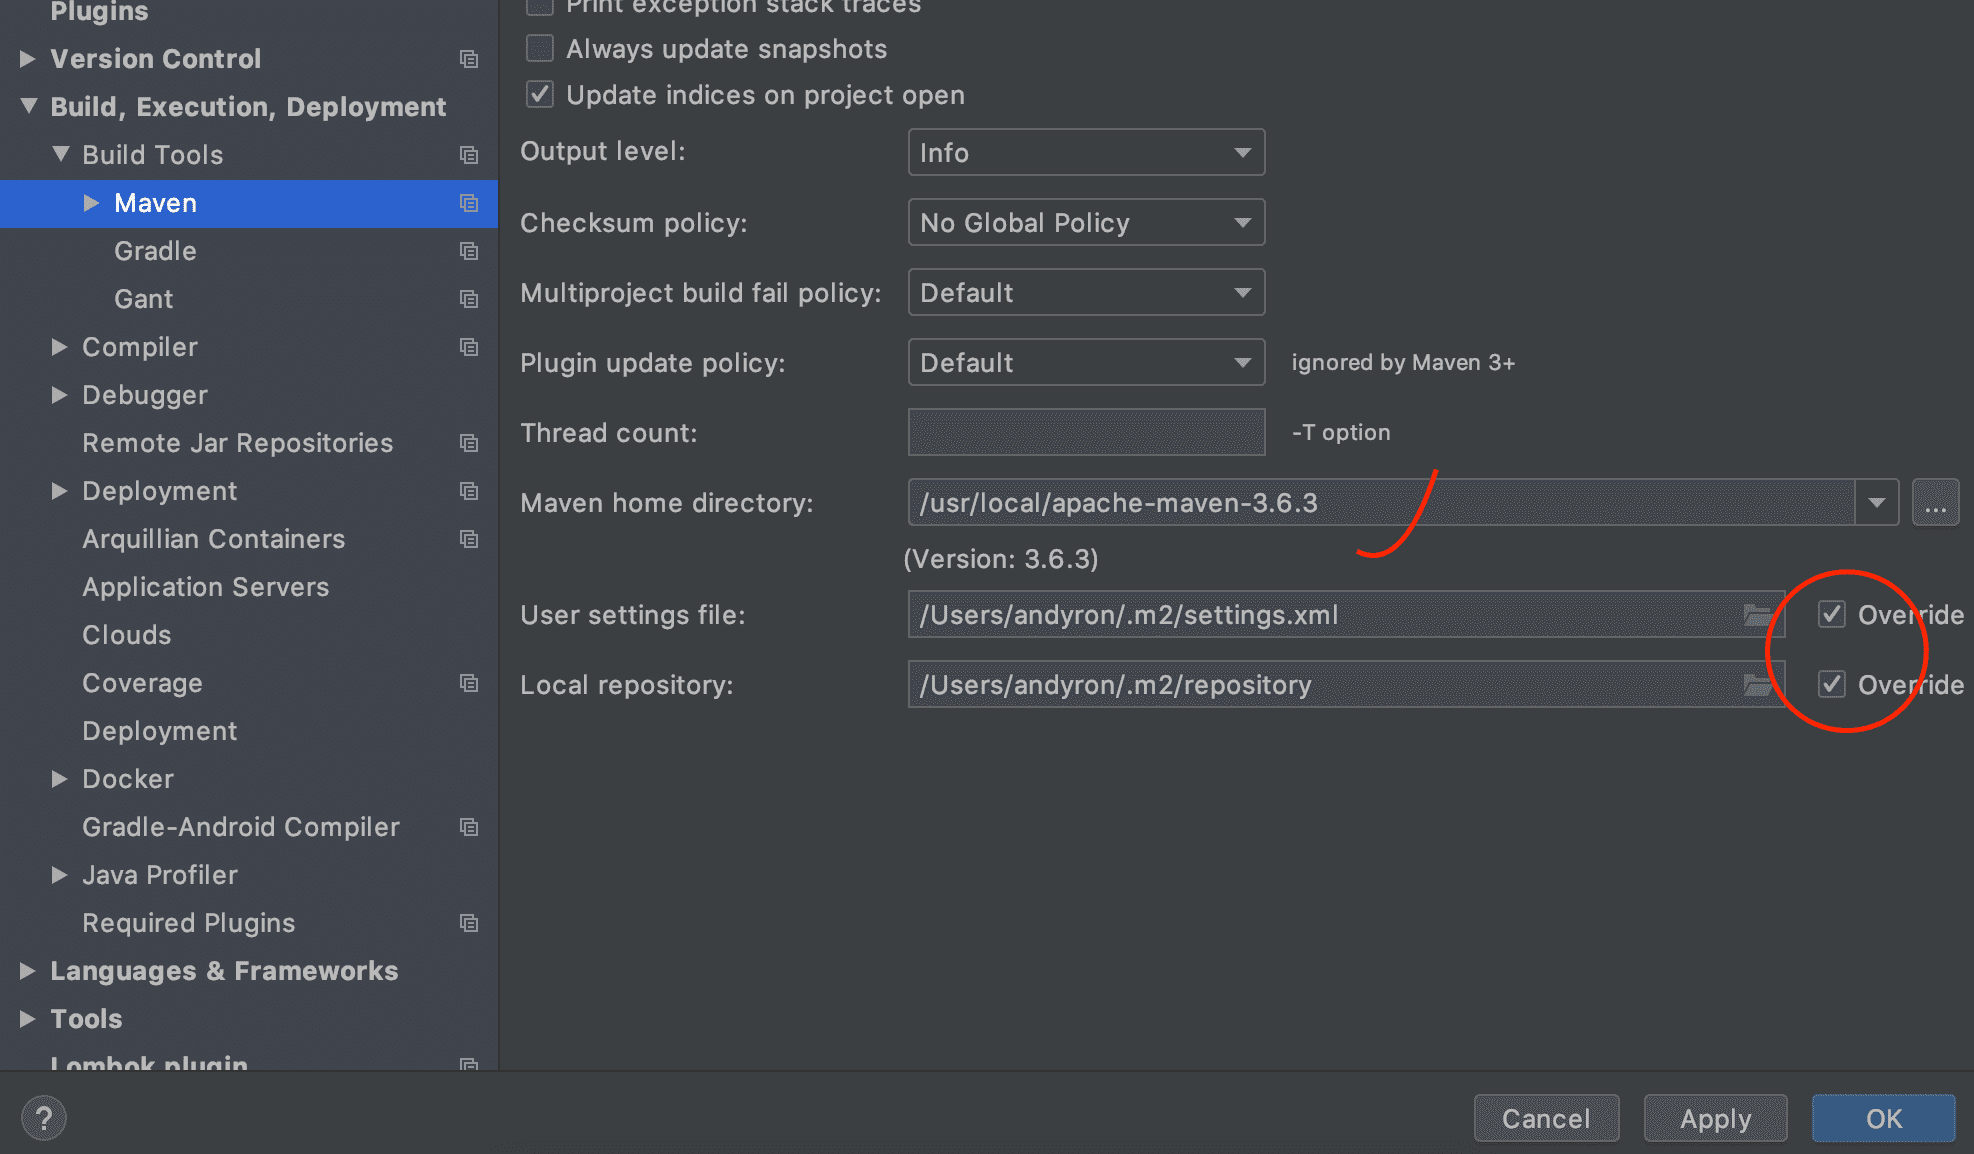 Plugins
Version Control
Build, Execution, Deployment
Build Tools
Maven
Gradle
Gant
Compiler
Debugger
Remote Jar Repositories
Deployment
Arquillian Containers
Application Servers
Clouds
Coverage
Deployment
Docker
Gradle-Android Compiler
Java Profiler
Required Plugins
Languages & Frameworks
Tools
Lombok plugin
Print exception stack traces
Always update snapshots
Update indices on project open
Output level: Info
Checksum policy: No Global Policy
Multiproject build fail policy: Default
Plugin update policy: Default ignored by Maven 3+
Thread count: -T option
Maven home directory: /usr/local/apache-maven-3.6.3 ...
(Version: 3.6.3)
User settings file: /Users/andyron/.m2/settings.xml Override
Local repository: /Users/andyron/.m2/repository Override
? Cancel Apply OK